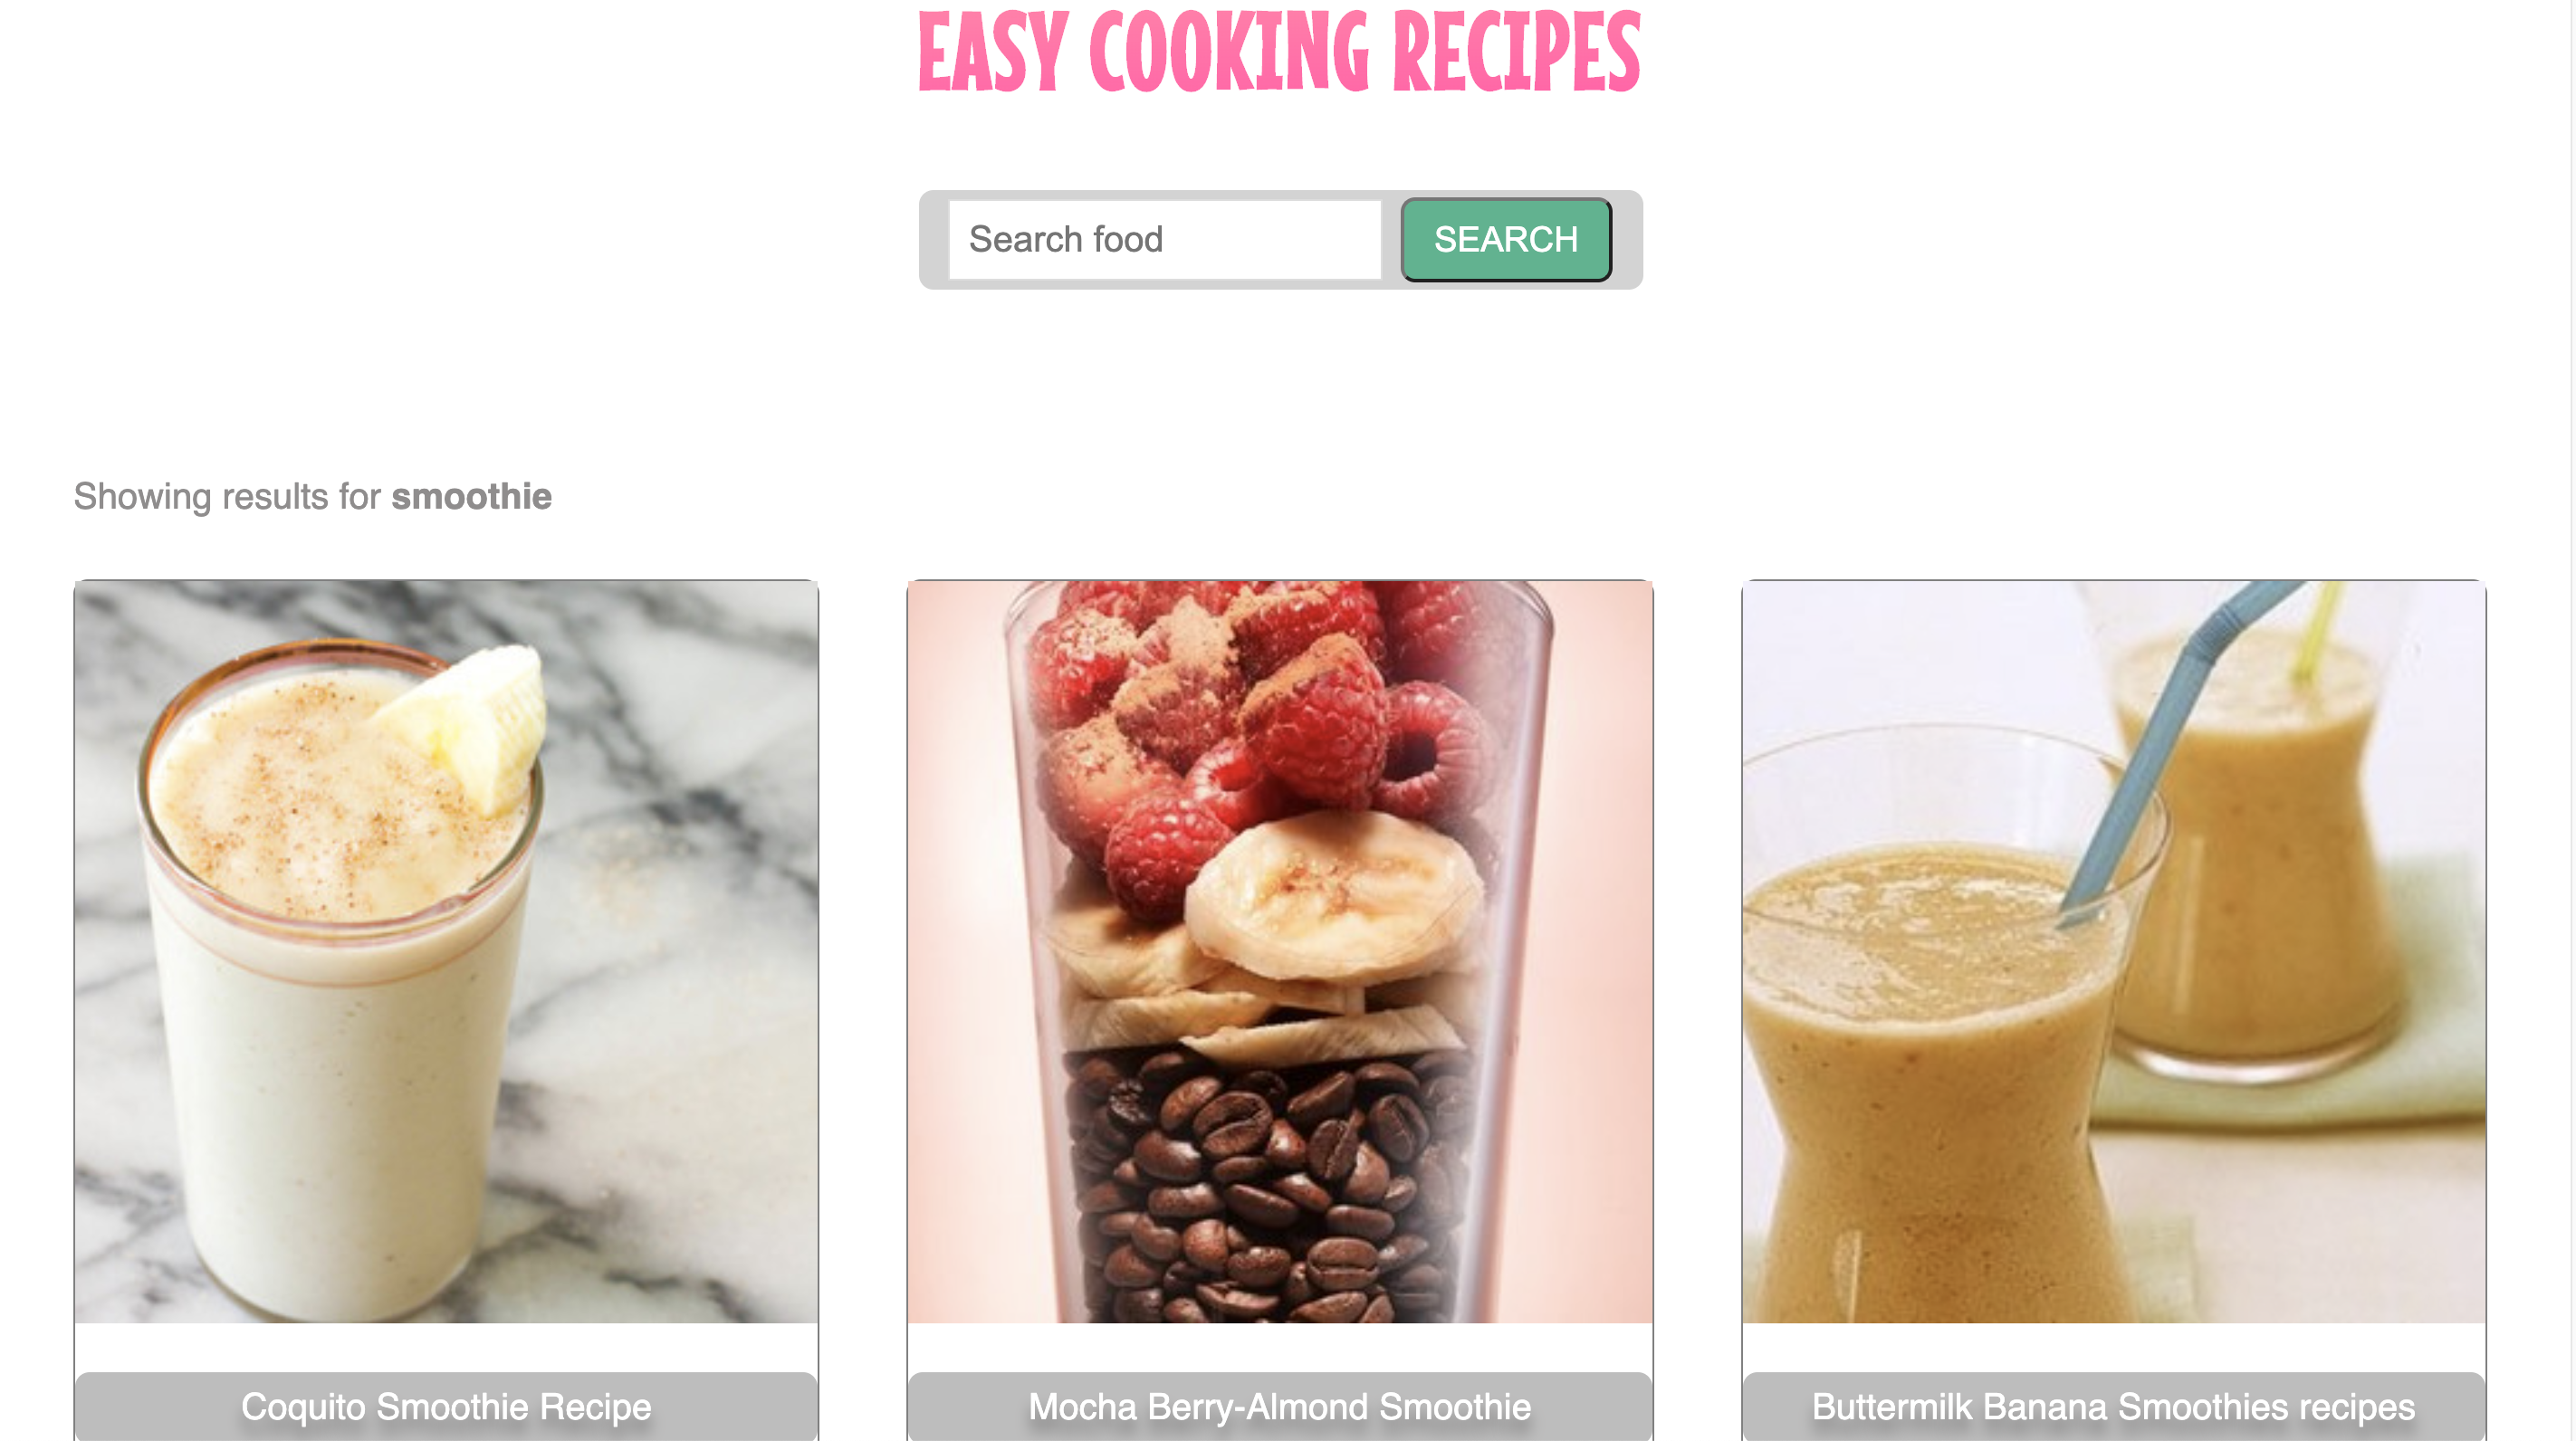 EASY COOKING RECIPES
Search food
SEARCH
Showing results for smoothie
Coquito Smoothie Recipe
Mocha Berry-Almond Smoothie
Buttermilk Banana Smoothies recipes